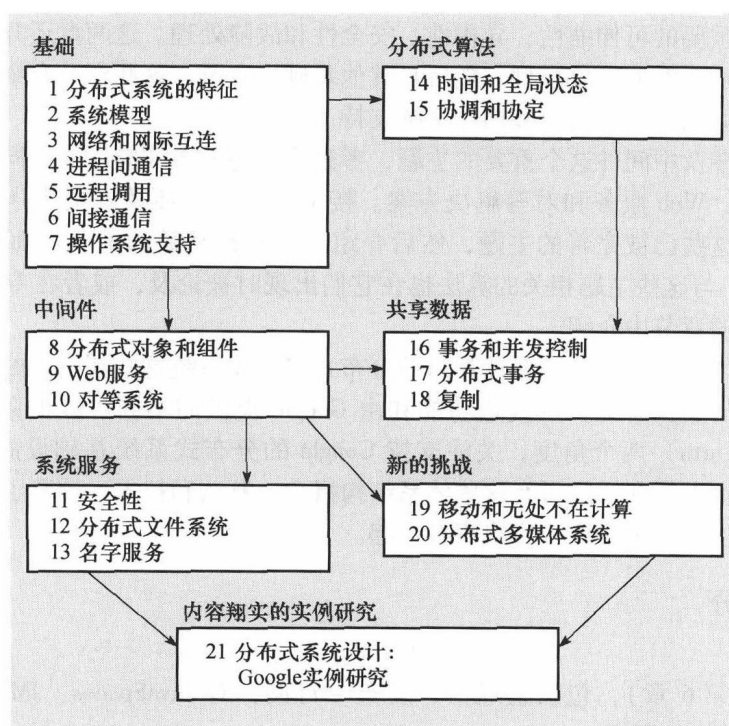 基础
1 分布式系统的特征
2 系统模型
3 网络和网际互连
4 进程间通信
5 远程调用
6 间接通信
7 操作系统支持
分布式算法
14 时间和全局状态
15 协调和协定
中间件
8 分布式对象和组件
9 Web服务
10 对等系统
共享数据
16 事务和并发控制
17 分布式事务
18 复制
系统服务
11 安全性
12 分布式文件系统
13 名字服务
新的挑战
19 移动和无处不在计算
20 分布式多媒体系统
内容翔实的实例研究
21 分布式系统设计：
Google实例研究